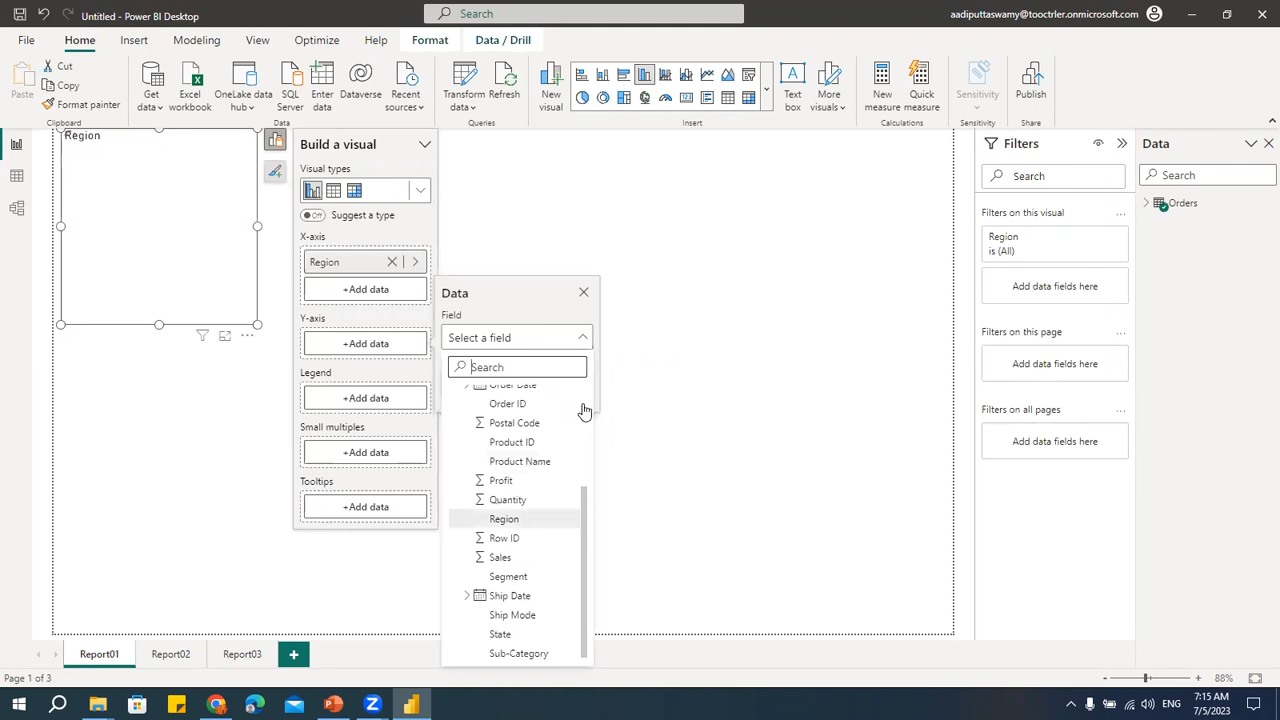 Untitled - Power BI Desktop
Search
aadiputtaswamy@tooctrler.onmicrosoft.com
File
Home
Insert
Modeling
View
Optimize
Help
Format
Data / Drill
Paste
Cut
Copy
Format painter
Clipboard
Get data
Excel workbook
OneLake data hub
SQL Server
Enter data
Dataverse
Recent sources
Data
Transform data
Refresh
Queries
New visual
Text box
More visuals
Insert
New measure
Quick measure
Calculations
Sensitivity
Sensitivity
Publish
Share
Region
Build a visual
Visual types
Off
Suggest a type
X-axis
Region
+Add data
Y-axis
+Add data
Legend
+Add data
Small multiples
+Add data
Tooltips
+Add data
Data
Field
Select a field
Search
Order Date
Order ID
Postal Code
Product ID
Product Name
Profit
Quantity
Region
Row ID
Sales
Segment
Ship Date
Ship Mode
State
Sub-Category
Filters
Search
Filters on this visual
Region
is (All)
Add data fields here
Filters on this page
Add data fields here
Filters on all pages
Add data fields here
Data
Search
Orders
Report01
Report02
Report03
Page 1 of 3
88%
ENG
7:15 AM
7/5/2023